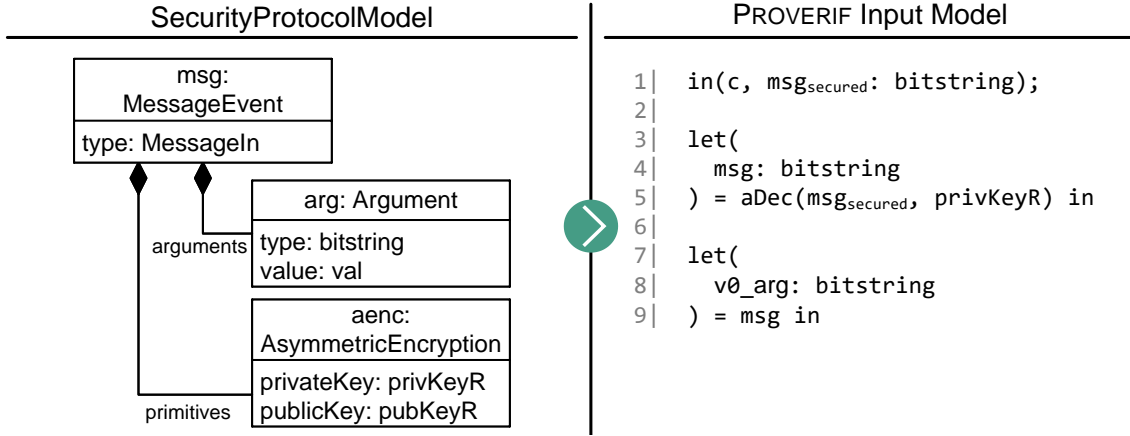 SecurityProtocolModel
msg:
MessageEvent
type: MessageIn
arg: Argument
arguments
type: bitstring
value: val
aenc:
AsymmetricEncryption
privateKey: privKeyR
publicKey: pubKeyR
primitives
PROVERIF Input Model
1| in(c, msgsecured: bitstring);
2|
3| let(
4| msg: bitstring
5| ) = aDec(msgsecured, privKeyR) in
6|
7| let(
8| v0_arg: bitstring
9| ) = msg in